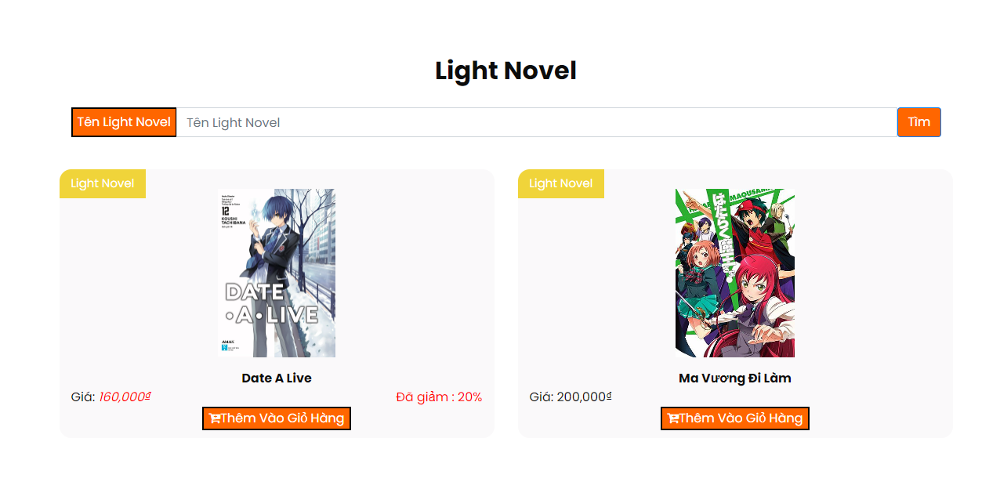 Light Novel
Tên Light Novel
Tên Light Novel
Tìm
Light Novel
12
KOUSHI
TACHIBANA
DATE
•A•LIVE
AMAK
Date A Live
Giá: 160,000₫
Đã giảm : 20%
Thêm Vào Giỏ Hàng
Light Novel
MAOUSAMA
はたらく魔王さま!
Ma Vương Đi Làm
Giá: 200,000₫
Thêm Vào Giỏ Hàng